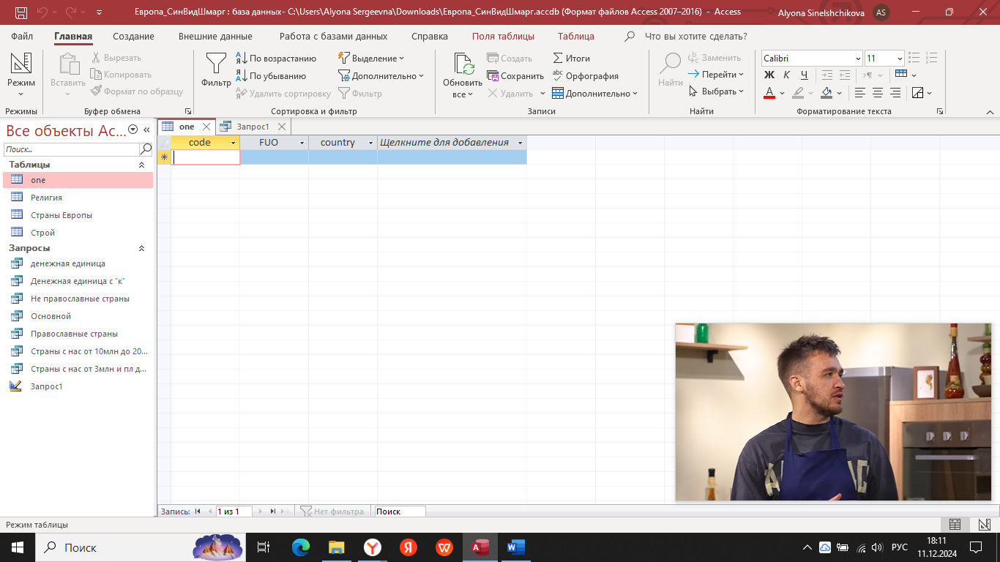 Европа_СинВидШмарг : база данных- C:\Users\Alyona Sergeevna\Downloads\Европа_СинВидШмарг.accdb (Формат файлов Access 2007–2016) - Access
Alyona Sinelshchikova AS
Файл Главная Создание Внешние данные Работа с базами данных Справка Поля таблицы Таблица Что вы хотите сделать?
Режим
Режимы
Вставить
Вырезать
Копировать
Формат по образцу
Буфер обмена
Фильтр
По возрастанию
По убыванию
Удалить сортировку
Выделение
Дополнительно
Фильтр
Сортировка и фильтр
Обновить
все
Создать
Сохранить
Удалить
Итоги
Орфография
Дополнительно
Записи
Найти
Заменить
Перейти
Выбрать
Найти
Calibri 11
Ж К Ч
Форматирование текста
Все объекты Ac...
Поиск...
Таблицы
one
Религия
Страны Европы
Строй
Запросы
денежная единица
Денежная единица с "к"
Не православные страны
Основной
Православные страны
Страны с нас от 10млн до 20...
Страны с нас от 3млн и пл д...
Запрос1
one Запрос1
code FUO country Щелкните для добавления
Запись: 1 из 1 Нет фильтра Поиск
Режим таблицы
Поиск
РУС
18:11
11.12.2024